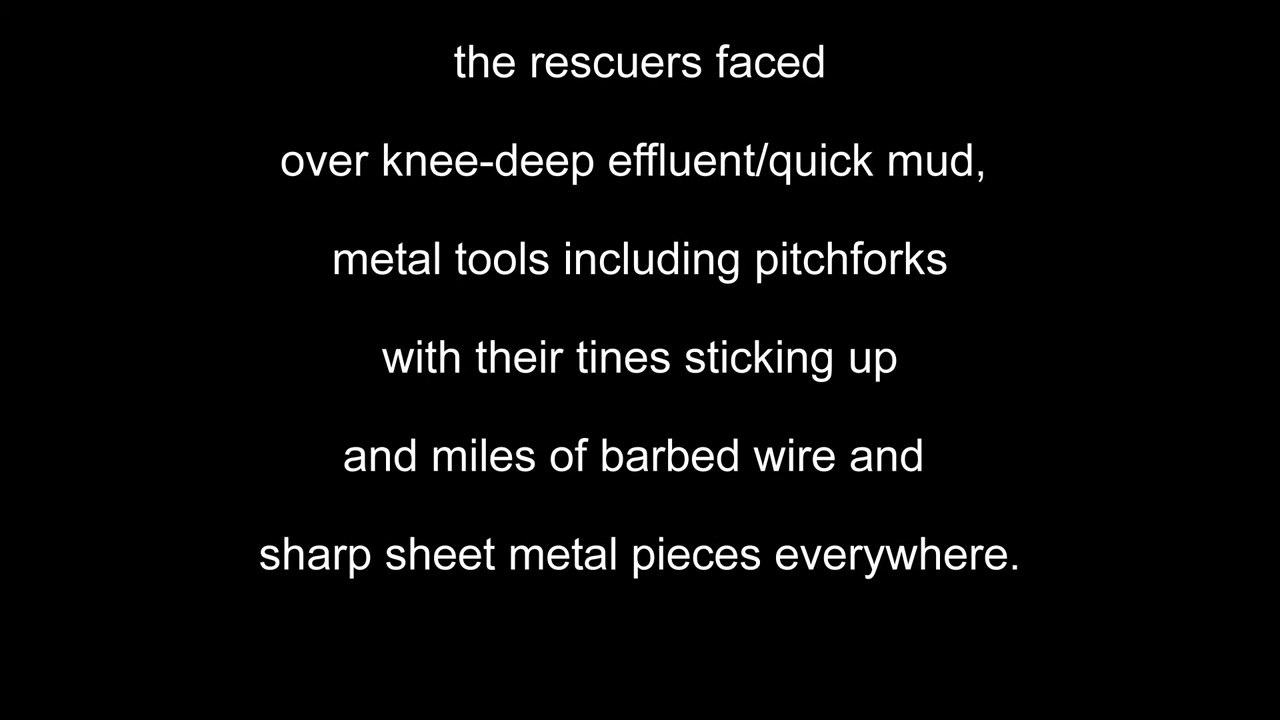 the rescuers faced
over knee-deep effluent/quick mud,
metal tools including pitchforks
with their tines sticking up
and miles of barbed wire and
sharp sheet metal pieces everywhere.